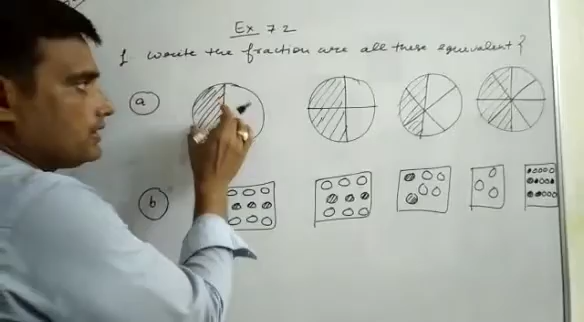 Ex 7 2
1. write the fraction are all these equivalent?
a
b